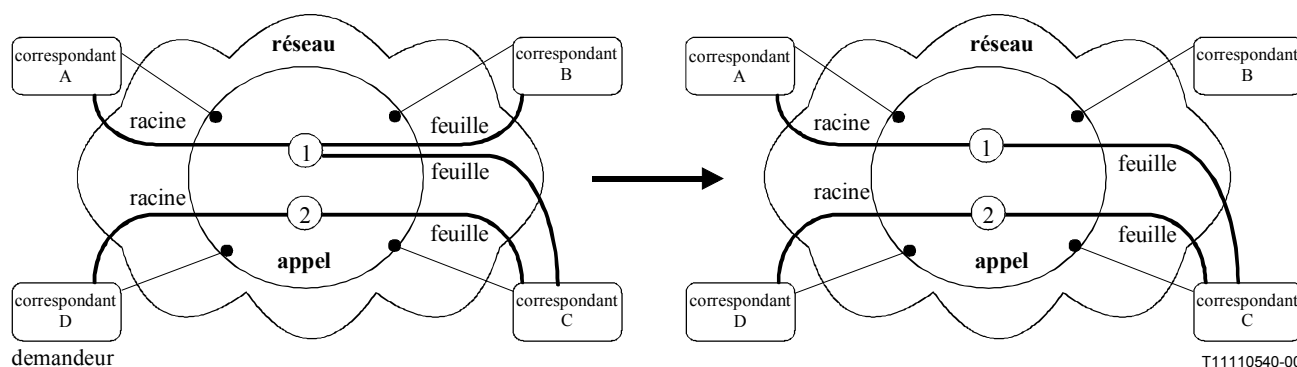 réseau
correspondant
A
correspondant
B
racine
feuille
1
feuille
racine
2
feuille
appel
correspondant
D
correspondant
C
demandeur
réseau
correspondant
A
correspondant
B
racine
1
feuille
racine
2
feuille
appel
correspondant
D
correspondant
C
T11110540-00